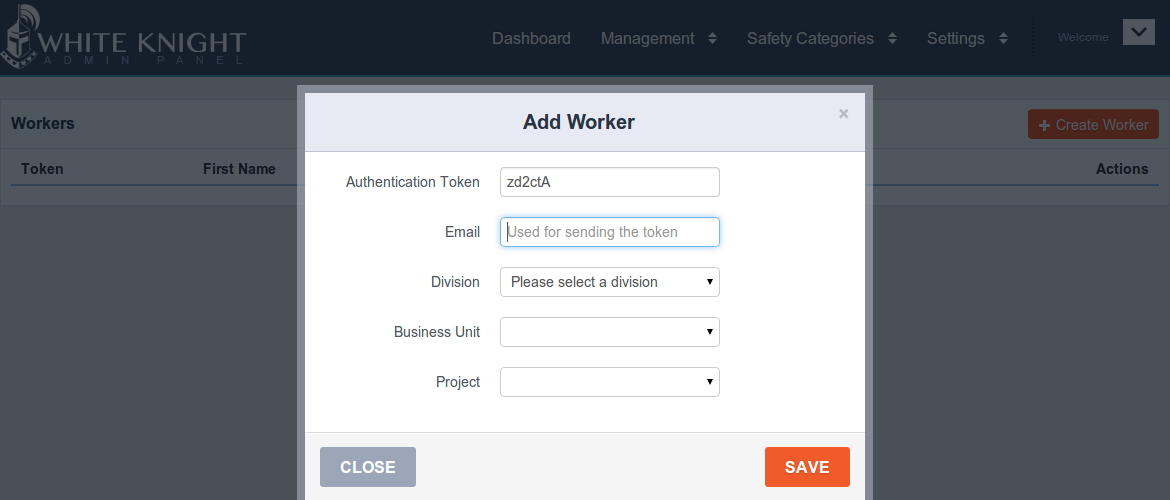 WHITE KNIGHT
ADMIN PANEL
Dashboard Management Safety Categories Settings Welcome
Workers
+ Create Worker
Token First Name Actions
Add Worker ×
Authentication Token zd2ctA
Email Used for sending the token
Division Please select a division
Business Unit
Project
CLOSE SAVE